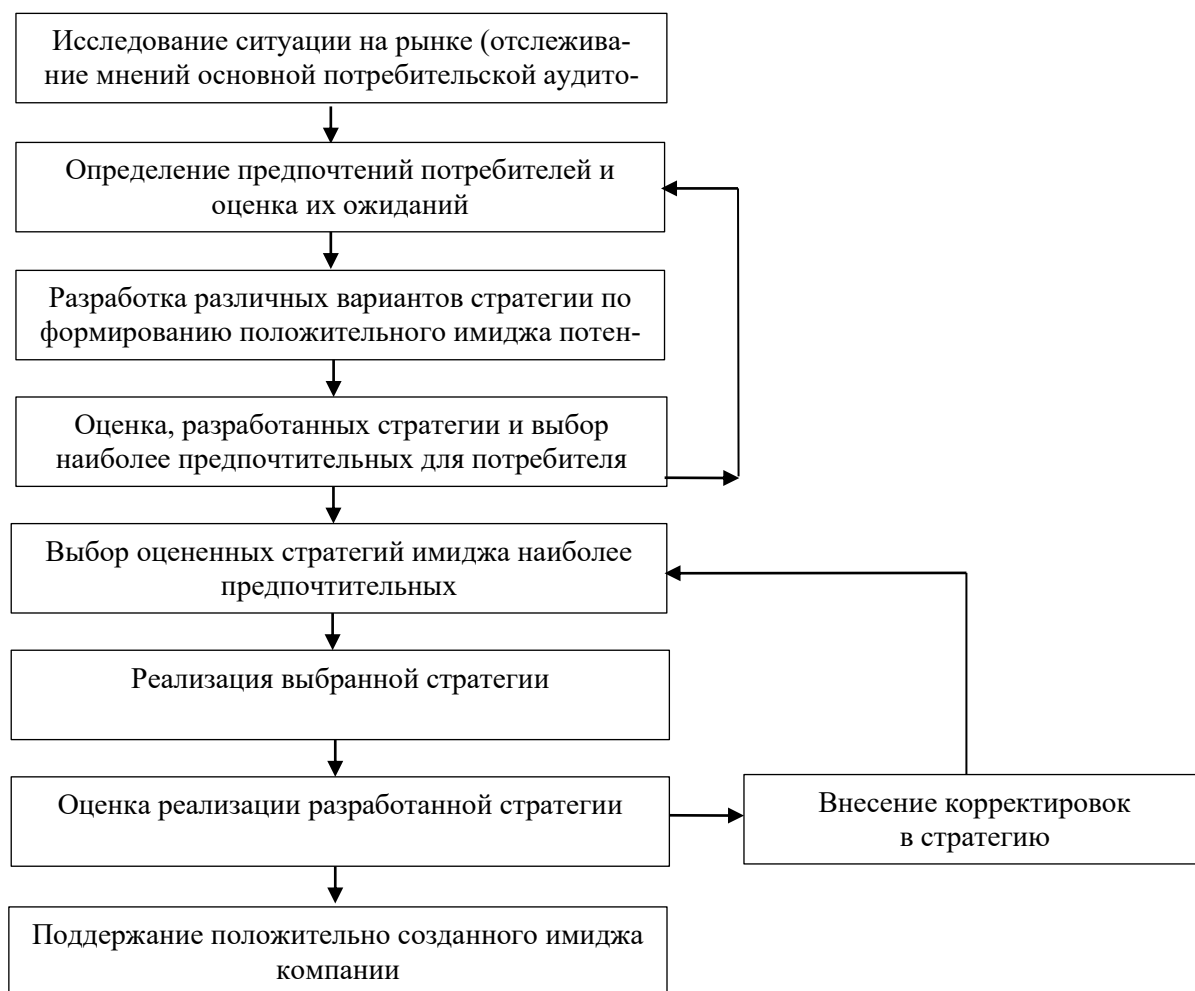 Исследование ситуации на рынке (отслежива-
ние мнений основной потребительской аудито-
Определение предпочтений потребителей и
оценка их ожиданий
Разработка различных вариантов стратегии по
формированию положительного имиджа потен-
Оценка, разработанных стратегии и выбор
наиболее предпочтительных для потребителя
Выбор оцененных стратегий имиджа наиболее
предпочтительных
Реализация выбранной стратегии
Оценка реализации разработанной стратегии
Внесение корректировок
в стратегию
Поддержание положительно созданного имиджа
компании